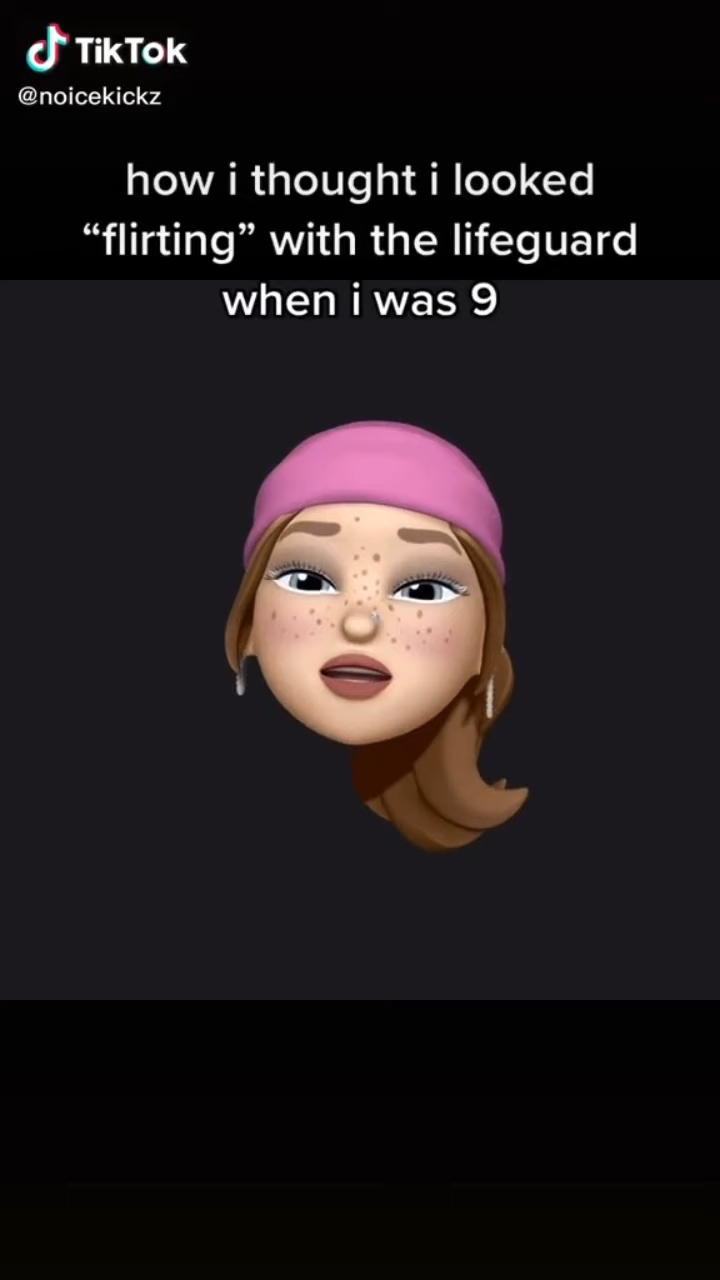 TikTok
@noicekickz
how i thought i looked
“flirting” with the lifeguard
when i was 9